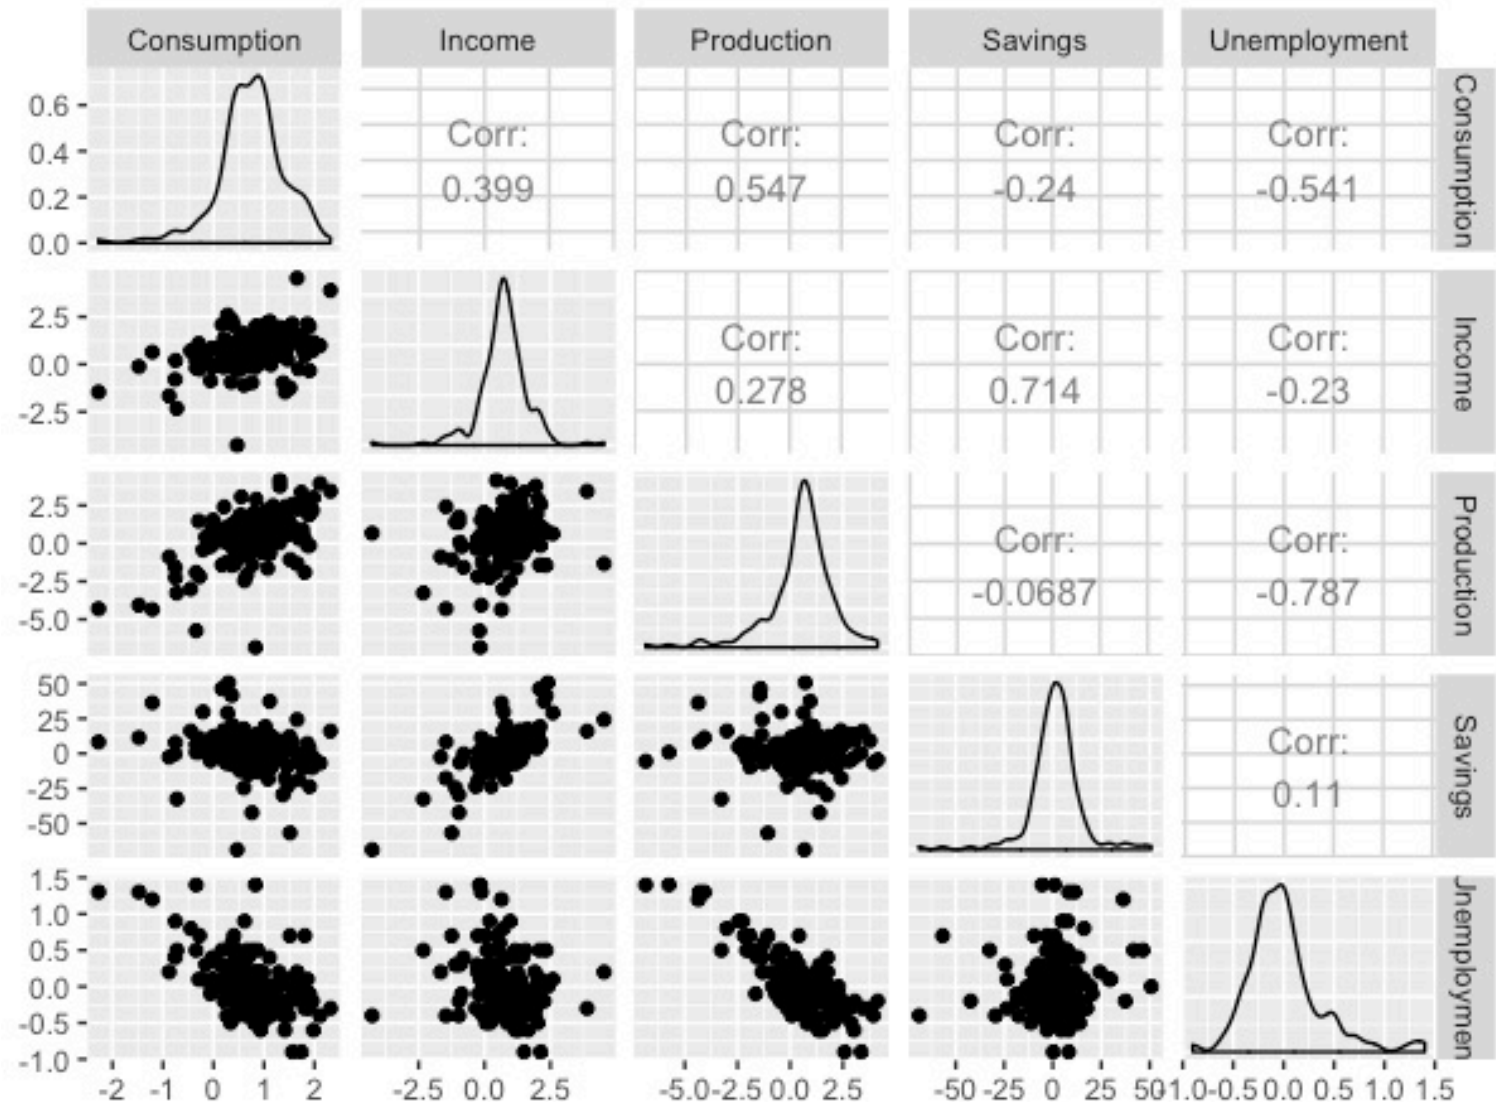 Consumption Income Production Savings Unemployment
0.6
0.4
0.2
0.0
Corr:
0.399
Corr:
0.547
Corr:
-0.24
Corr:
-0.541
Consumption
2.5
0.0
-2.5
Corr:
0.278
Corr:
0.714
Corr:
-0.23
Income
2.5
0.0
-2.5
-5.0
Corr:
-0.0687
Corr:
-0.787
Production
50
25
0
-25
-50
Corr:
0.11
Savings
1.5
1.0
0.5
0.0
-0.5
-1.0
Jnemploymen
-2 -1 0 1 2 -2.5 0.0 2.5 -5.0 -2.5 0.0 2.5 -50 -25 0 25 50 -1.0 -0.5 0.0 0.5 1.0 1.5